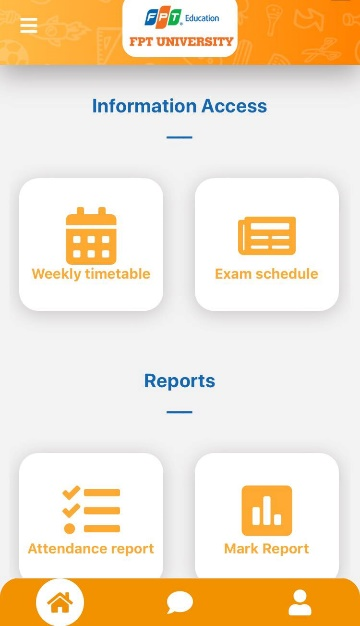 FPT Education
FPT UNIVERSITY
Information Access
Weekly timetable
Exam schedule
Reports
Attendance report
Mark Report